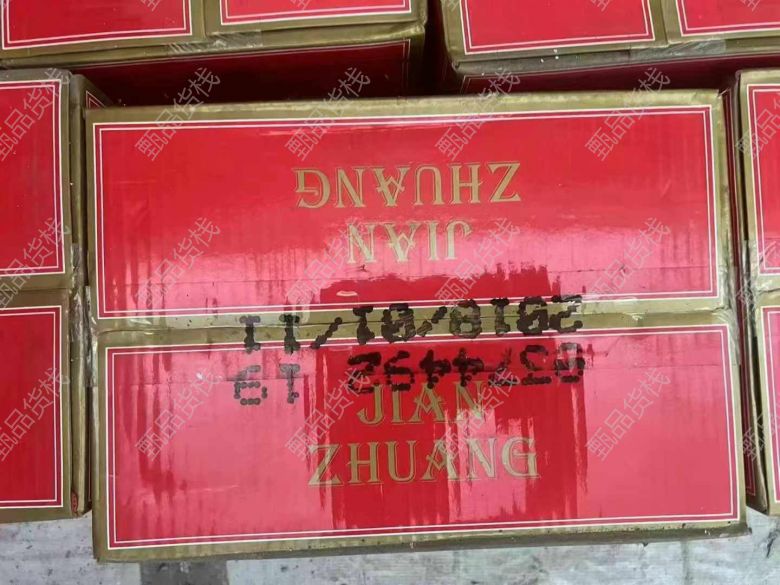 JIAN
ZHUANG
2018/01/11
JIAN
ZHUANG
甄品货栈